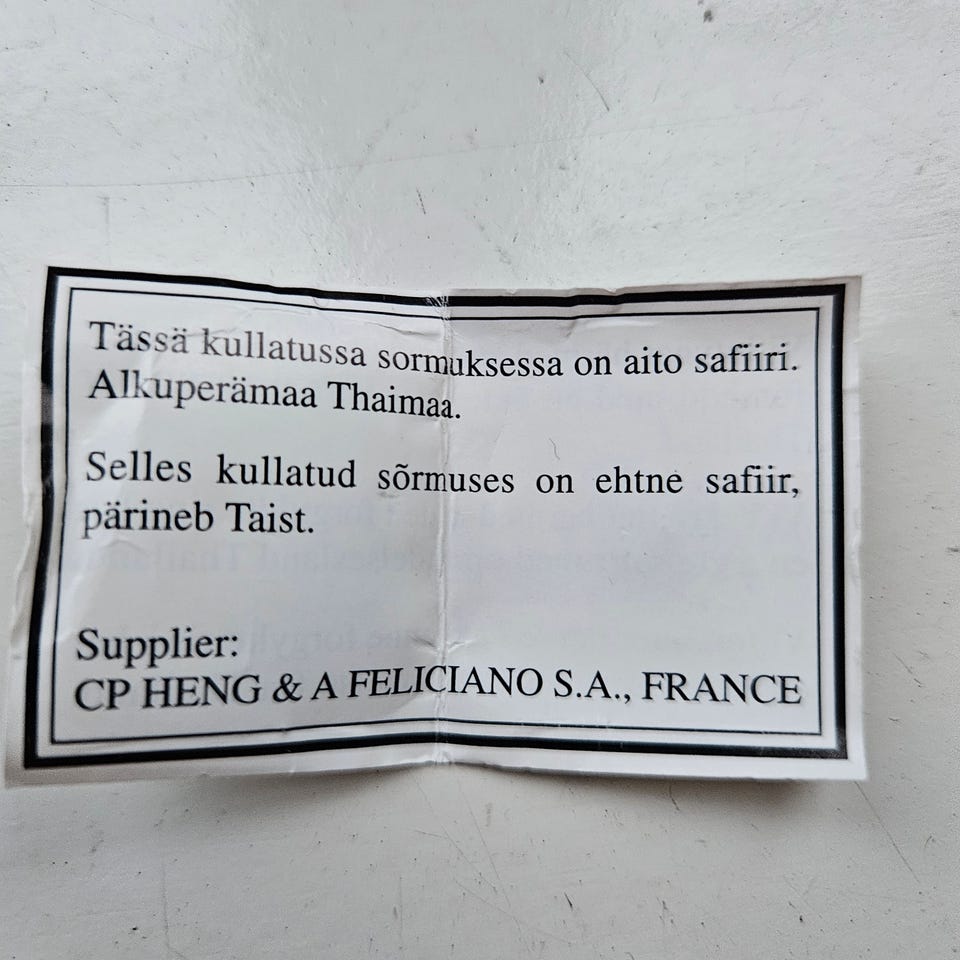 Tässä kullatussa sormuksessa on aito safiiri.
Alkuperämaa Thaimaa.
Selles kullatud sõrmuses on ehtne safiir,
pärineb Taist.
Supplier:
CP HENG & A FELICIANO S.A., FRANCE